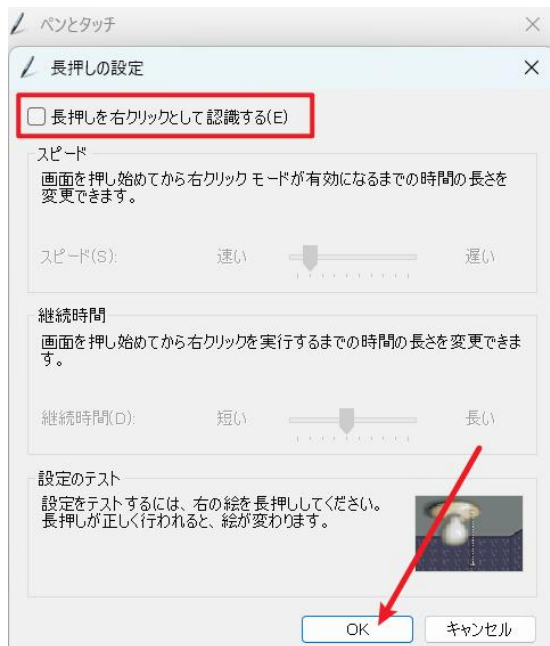 ペンとタッチ
長押しの設定
長押しを右クリックとして認識する(E)
スピード
画面を押し始めてから右クリック モードが有効になるまでの時間の長さを
変更できます。
スピード(S): 速い 遅い
継続時間
画面を押し始めてから右クリックを実行するまでの時間の長さを変更できま
す。
継続時間(D): 短い 長い
設定のテスト
設定をテストするには、右の絵を長押ししてください。
長押しが正しく行われると、絵が変わります。
OK キャンセル